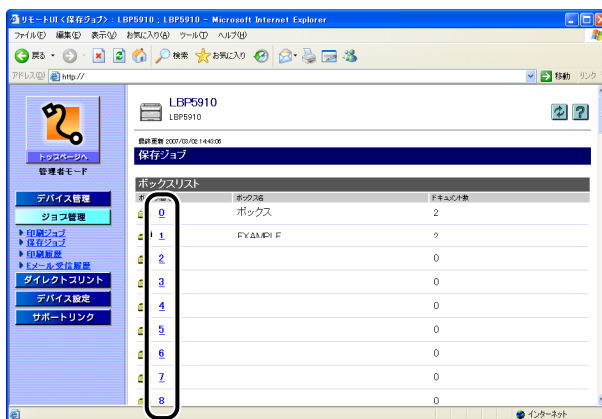 リモートUI<保存ジョブ> : LBP5910 ; LBP5910 - Microsoft Internet Explorer
ファイル(F) 編集(E) 表示(V) お気に入り(A) ツール(T) ヘルプ(H)
戻る 検索 お気に入り
アドレス(D) http:// 移動 リンク
LBP5910
LBP5910
最終更新 2007/03/02 14:43:06
トップページへ
管理者モード
保存ジョブ
ボックスリスト
ボックス名 ドキュメント数
デバイス管理
ジョブ管理
印刷ジョブ
保存ジョブ
印刷履歴
Eメール受信履歴
ダイレクトプリント
デバイス設定
サポートリンク
0 ボックス 2
1 EXAMPLE 2
2 0
3 0
4 0
5 0
6 0
7 0
8 0
インターネット